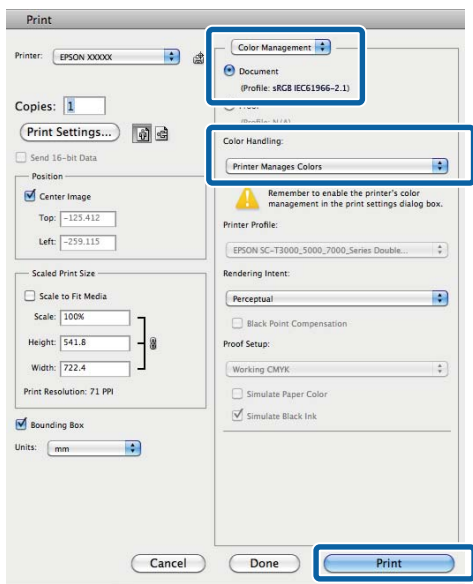 Print
Printer: EPSON XXXXX
Copies: 1
Print Settings...
Send 16-bit Data
Position
Center Image
Top: -125.412
Left: -259.115
Scaled Print Size
Scale to Fit Media
Scale: 100%
Height: 541.8
Width: 722.4
Print Resolution: 71 PPI
Bounding Box
Units: mm
Color Management
Document
(Profile: sRGB IEC61966-2.1)
Color Handling:
Printer Manages Colors
Remember to enable the printer's color
management in the print settings dialog box.
Printer Profile:
EPSON SC-T3000_5000_7000_Series Double...
Rendering Intent:
Perceptual
Black Point Compensation
Proof Setup:
Working CMYK
Simulate Paper Color
Simulate Black Ink
Cancel
Done
Print